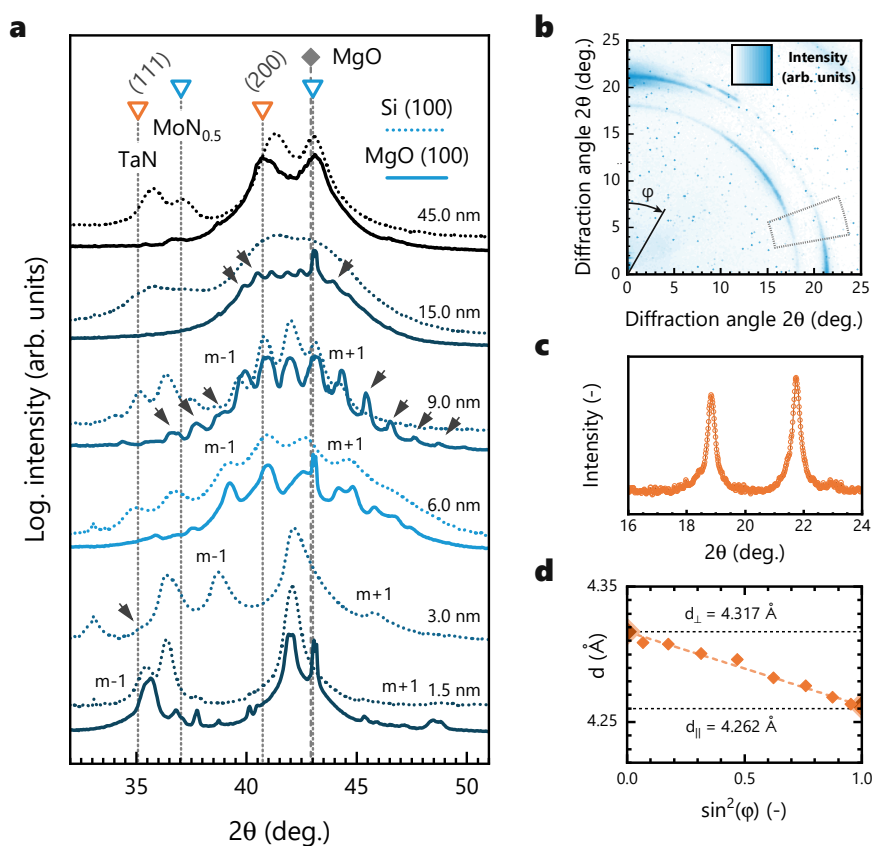 a
(111)
(200)
MgO
MoN0.5
TaN
Si (100)
MgO (100)
45.0 nm
15.0 nm
m-1
m+1
9.0 nm
m-1
m+1
6.0 nm
m-1
m+1
3.0 nm
m-1
m+1
1.5 nm
Log. intensity (arb. units)
35
40
45
50
2θ (deg.)
b
Intensity
(arb. units)
φ
Diffraction angle 2θ (deg.)
25
20
15
10
5
0
0
5
10
15
20
25
Diffraction angle 2θ (deg.)
c
Intensity (-)
16
18
20
22
24
2θ (deg.)
d
4.35
4.25
d (Å)
d⊥ = 4.317 Å
d|| = 4.262 Å
0.0
0.5
1.0
sin²(φ) (-)